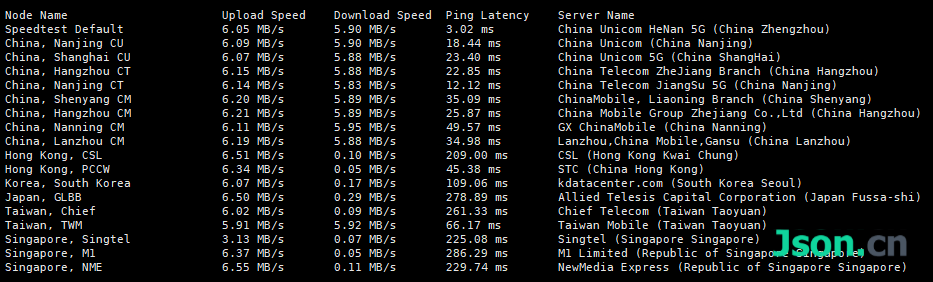 Node Name Upload Speed Download Speed Ping Latency Server Name
Speedtest Default 6.05 MB/s 5.90 MB/s 3.02 ms China Unicom HeNan 5G (China Zhengzhou)
China, Nanjing CU 6.09 MB/s 5.90 MB/s 18.44 ms China Unicom (China Nanjing)
China, Shanghai CU 6.07 MB/s 5.88 MB/s 23.40 ms China Unicom 5G (China ShangHai)
China, Hangzhou CT 6.15 MB/s 5.88 MB/s 22.85 ms China Telecom ZheJiang Branch (China Hangzhou)
China, Nanjing CT 6.14 MB/s 5.83 MB/s 12.12 ms China Telecom JiangSu 5G (China Nanjing)
China, Shenyang CM 6.20 MB/s 5.89 MB/s 35.09 ms ChinaMobile, Liaoning Branch (China Shenyang)
China, Hangzhou CM 6.21 MB/s 5.89 MB/s 25.87 ms China Mobile Group Zhejiang Co.,Ltd (China Hangzhou)
China, Nanning CM 6.11 MB/s 5.95 MB/s 49.57 ms GX ChinaMobile (China Nanning)
China, Lanzhou CM 6.19 MB/s 5.88 MB/s 34.98 ms Lanzhou,China Mobile,Gansu (China Lanzhou)
Hong Kong, CSL 6.51 MB/s 0.10 MB/s 209.00 ms CSL (Hong Kong Kwai Chung)
Hong Kong, PCCW 6.34 MB/s 0.05 MB/s 45.38 ms STC (China Hong Kong)
Korea, South Korea 6.07 MB/s 0.17 MB/s 109.06 ms kdatacenter.com (South Korea Seoul)
Japan, GLBB 6.50 MB/s 0.29 MB/s 278.89 ms Allied Telesis Capital Corporation (Japan Fussa-shi)
Taiwan, Chief 6.02 MB/s 0.09 MB/s 261.33 ms Chief Telecom (Taiwan Taoyuan)
Taiwan, TWM 5.91 MB/s 5.92 MB/s 66.17 ms Taiwan Mobile (Taiwan Taoyuan)
Singapore, Singtel 3.13 MB/s 0.07 MB/s 225.08 ms Singtel (Singapore Singapore)
Singapore, M1 6.37 MB/s 0.05 MB/s 286.29 ms M1 Limited (Republic of Singapore Singapore)
Singapore, NME 6.55 MB/s 0.11 MB/s 229.74 ms NewMedia Express (Republic of Singapore Singapore)
Json.cn